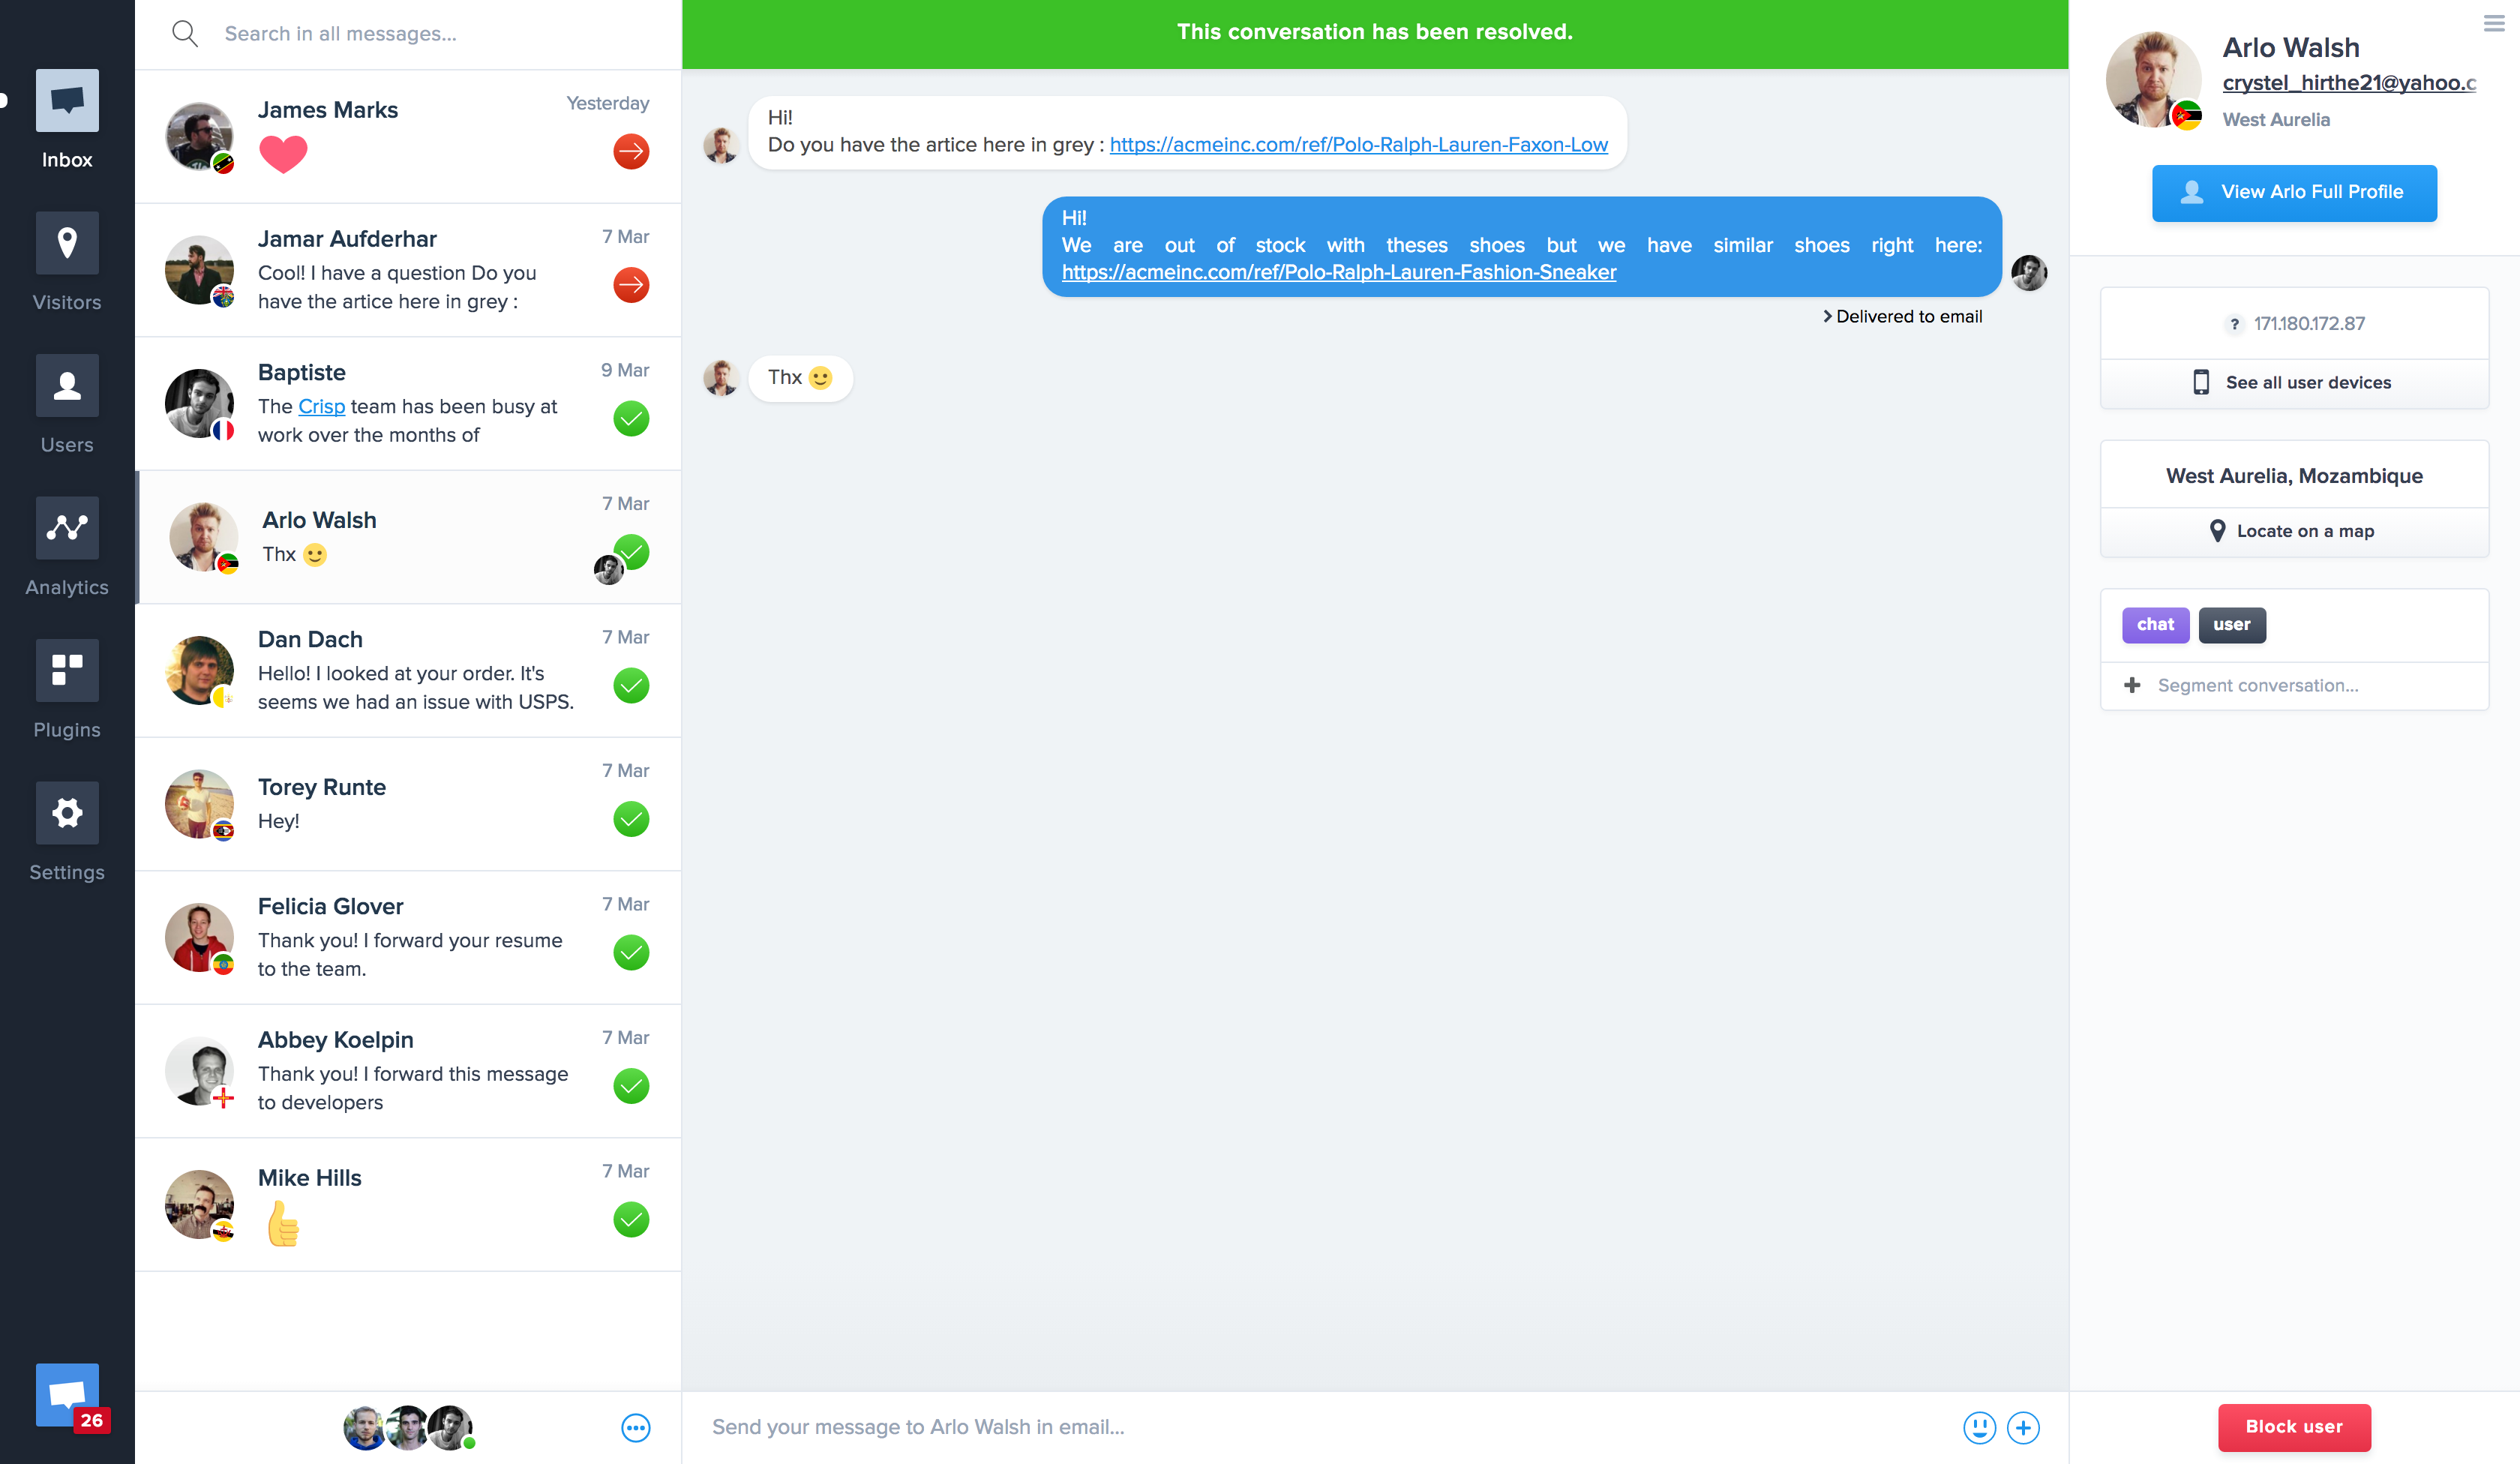 Inbox
Visitors
Users
Analytics
Plugins
Settings
26
Search in all messages...
James Marks
Yesterday
Jamar Aufderhar
7 Mar
Cool! I have a question Do you
have the artice here in grey :
Baptiste
9 Mar
The Crisp team has been busy at
work over the months of
Arlo Walsh
7 Mar
Thx
Dan Dach
7 Mar
Hello! I looked at your order. It's
seems we had an issue with USPS.
Torey Runte
7 Mar
Hey!
Felicia Glover
7 Mar
Thank you! I forward your resume
to the team.
Abbey Koelpin
7 Mar
Thank you! I forward this message
to developers
Mike Hills
7 Mar
This conversation has been resolved.
Hi!
Do you have the artice here in grey : https://acmeinc.com/ref/Polo-Ralph-Lauren-Faxon-Low
Hi!
We are out of stock with theses shoes but we have similar shoes right here:
https://acmeinc.com/ref/Polo-Ralph-Lauren-Fashion-Sneaker
Delivered to email
Thx
Send your message to Arlo Walsh in email...
Arlo Walsh
crystel_hirthe21@yahoo.c
West Aurelia
View Arlo Full Profile
? 171.180.172.87
See all user devices
West Aurelia, Mozambique
Locate on a map
chat user
Segment conversation...
Block user